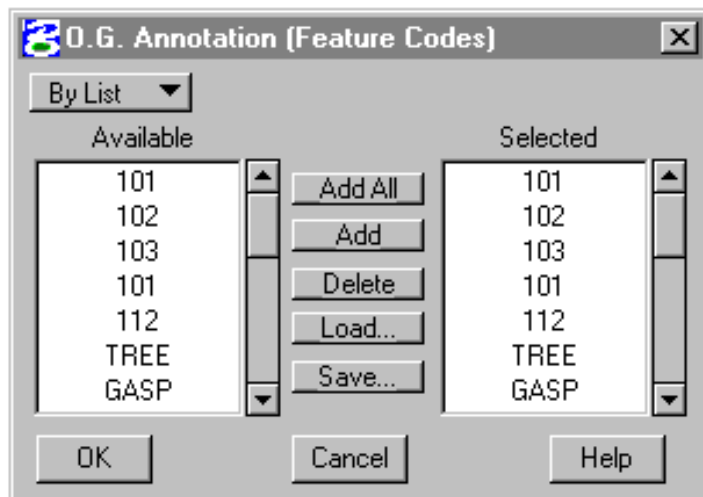 O.G. Annotation (Feature Codes)
By List
Available
Selected
101
102
103
101
112
TREE
GASP
Add All
Add
Delete
Load...
Save...
101
102
103
101
112
TREE
GASP
OK
Cancel
Help